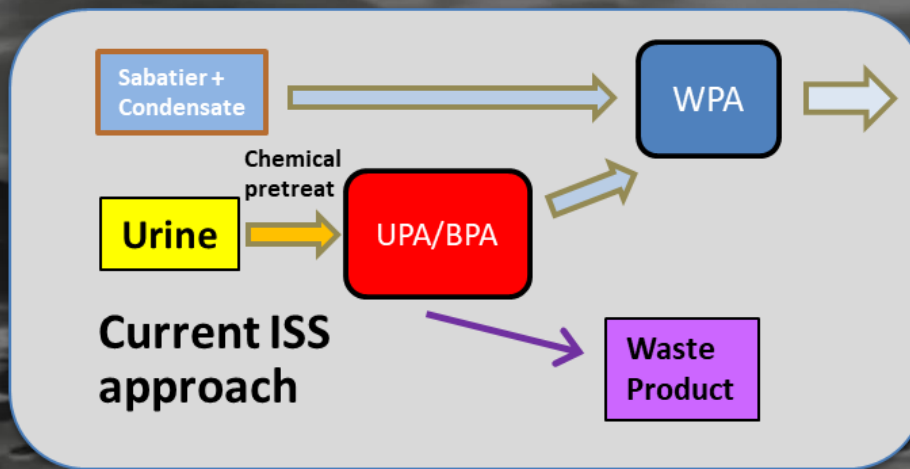 Sabatier +
Condensate
WPA
Chemical
pretreat
Urine
UPA/BPA
Current ISS
approach
Waste
Product